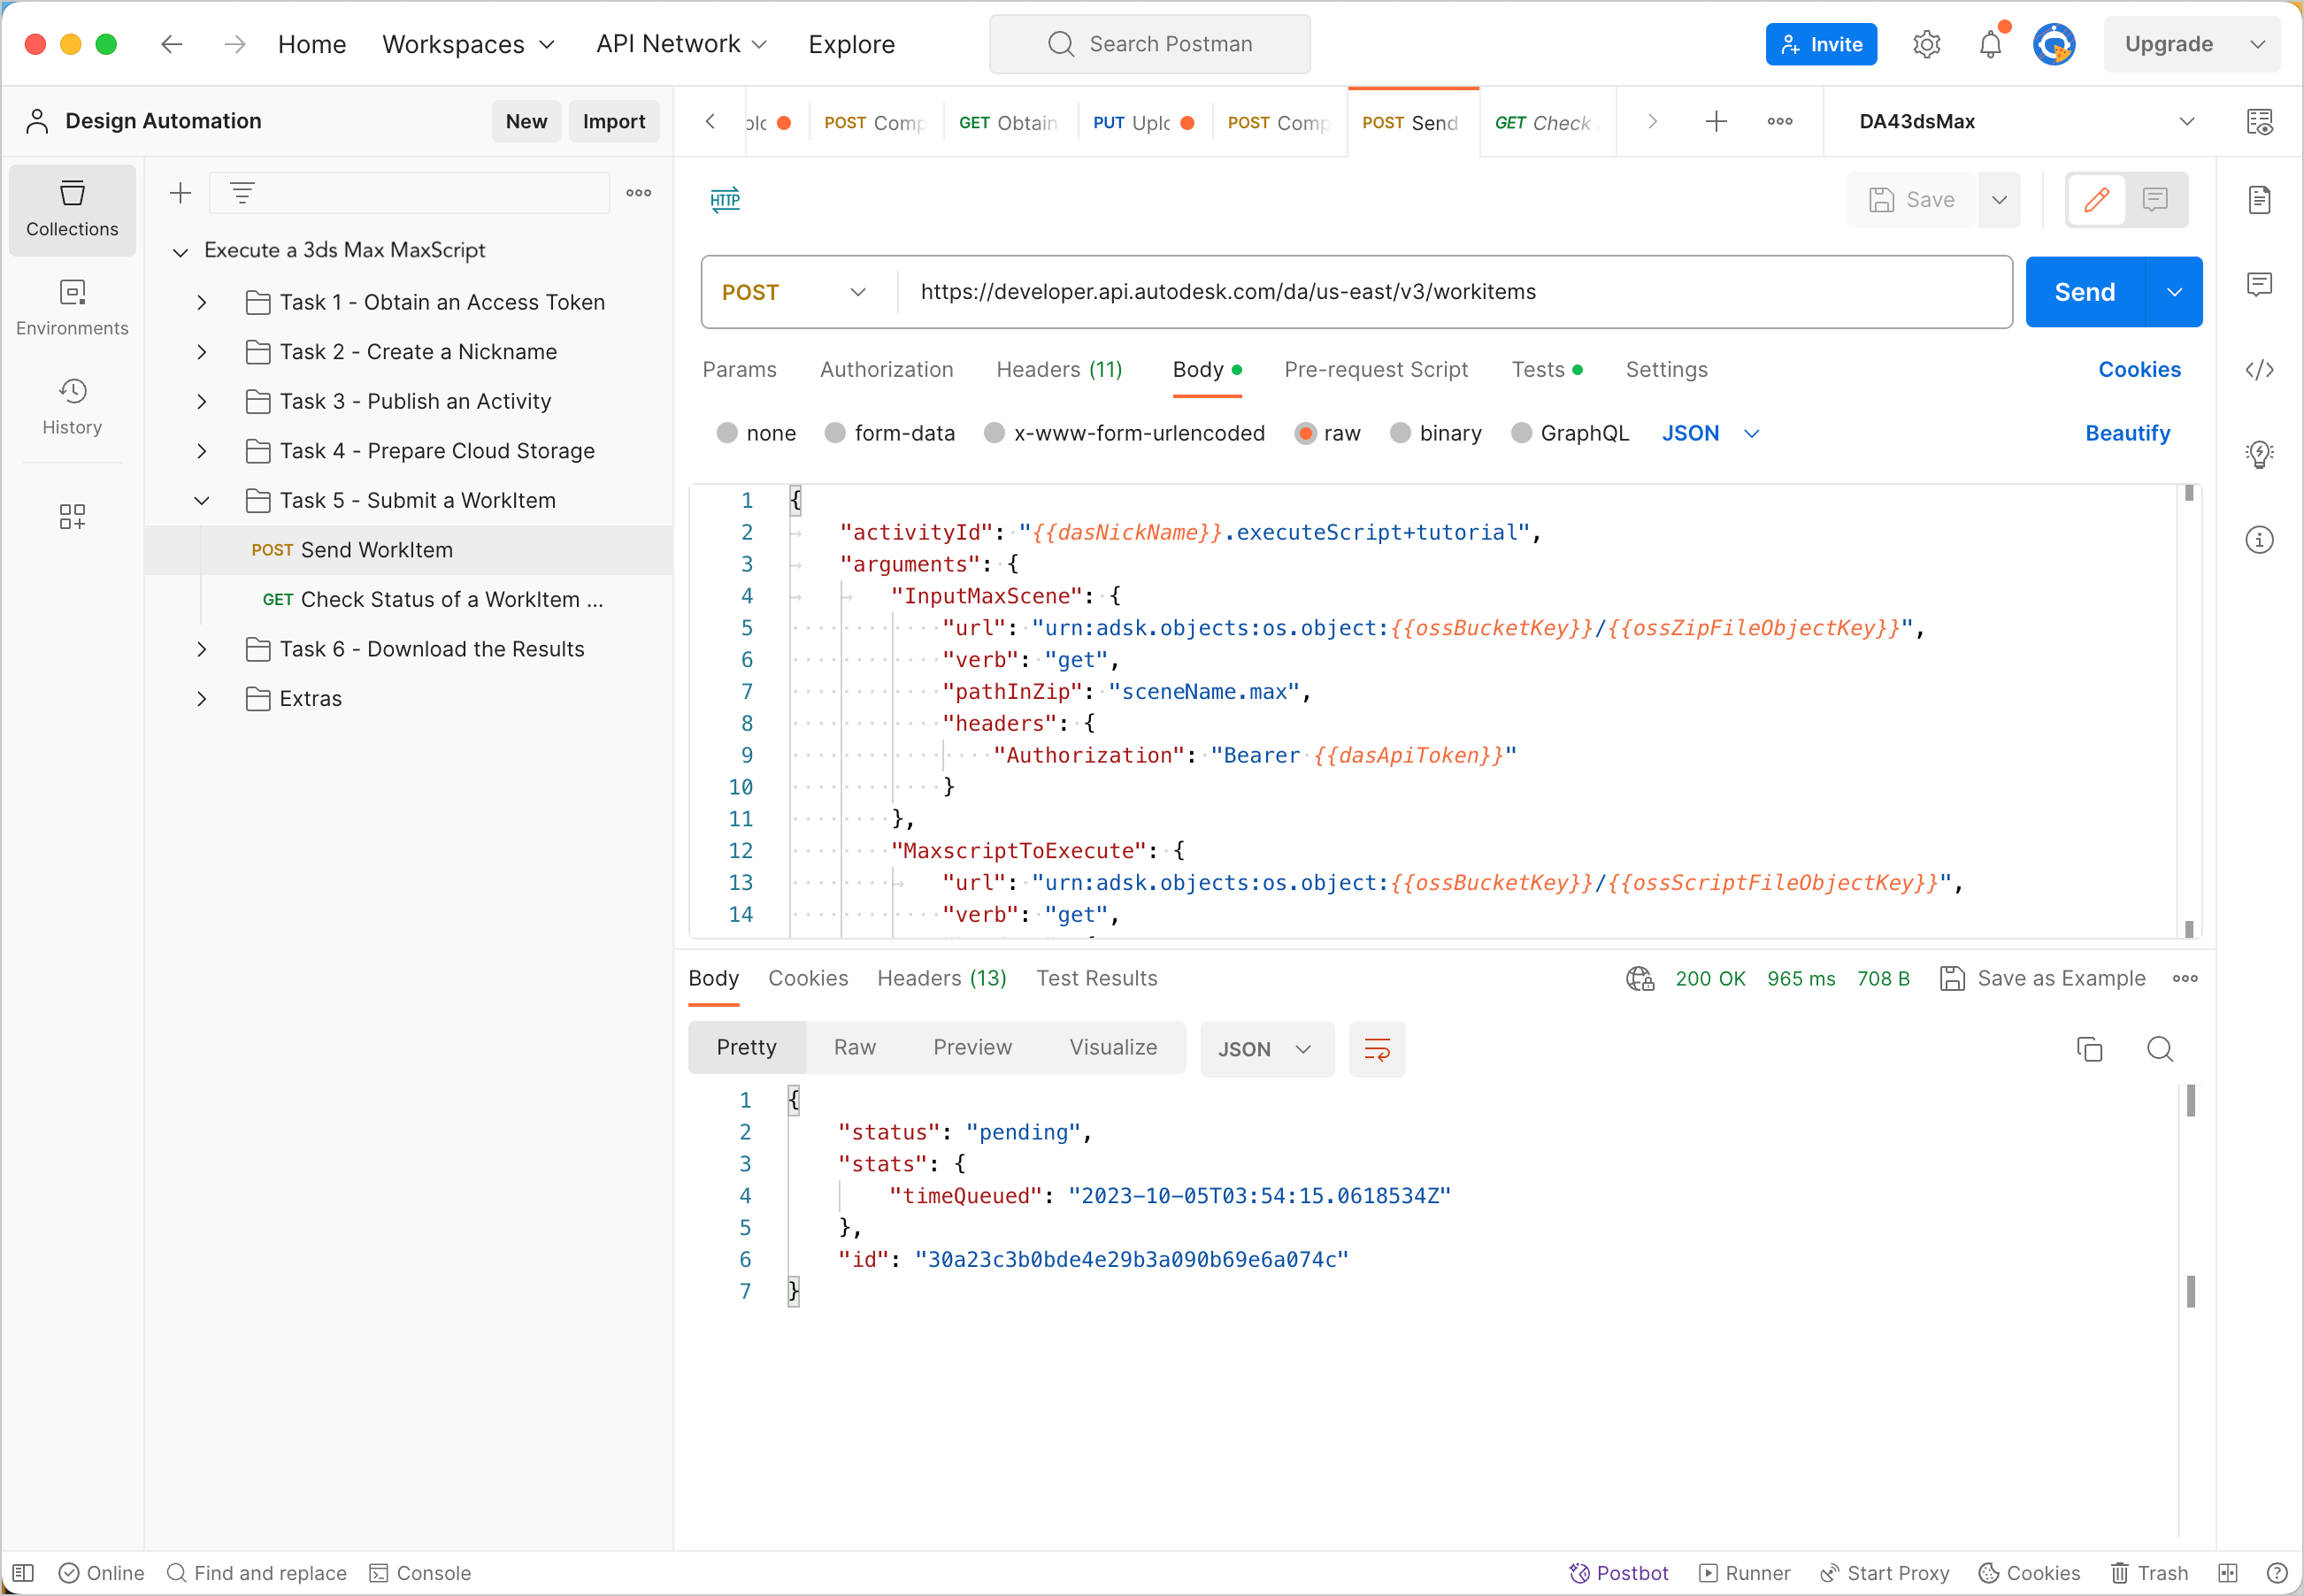 Home
Workspaces
API Network
Explore
Search Postman
Invite
Upgrade
Design Automation
New
Import
POST Comp
GET Obtain
PUT Uplc
POST Comp
POST Send
GET Check
DA43dsMax
Collections
Environments
History
Execute a 3ds Max MaxScript
Task 1 - Obtain an Access Token
Task 2 - Create a Nickname
Task 3 - Publish an Activity
Task 4 - Prepare Cloud Storage
Task 5 - Submit a WorkItem
POST Send WorkItem
GET Check Status of a WorkItem ...
Task 6 - Download the Results
Extras
HTTP
Save
POST
https://developer.api.autodesk.com/da/us-east/v3/workitems
Send
Params
Authorization
Headers (11)
Body
Pre-request Script
Tests
Settings
Cookies
none
form-data
x-www-form-urlencoded
raw
binary
GraphQL
JSON
Beautify
1 {
2 "activityId": "{{dasNickName}}.executeScript+tutorial",
3 "arguments": {
4 "InputMaxScene": {
5 "url": "urn:adsk.objects:os.object:{{ossBucketKey}}/{{ossZipFileObjectKey}}",
6 "verb": "get",
7 "pathInZip": "sceneName.max",
8 "headers": {
9 "Authorization": "Bearer {{dasApiToken}}"
10 }
11 },
12 "MaxscriptToExecute": {
13 "url": "urn:adsk.objects:os.object:{{ossBucketKey}}/{{ossScriptFileObjectKey}}",
14 "verb": "get",
Body
Cookies
Headers (13)
Test Results
200 OK
965 ms
708 B
Save as Example
Pretty
Raw
Preview
Visualize
JSON
1 {
2 "status": "pending",
3 "stats": {
4 "timeQueued": "2023-10-05T03:54:15.0618534Z"
5 },
6 "id": "30a23c3b0bde4e29b3a090b69e6a074c"
7 }
Online
Find and replace
Console
Postbot
Runner
Start Proxy
Cookies
Trash